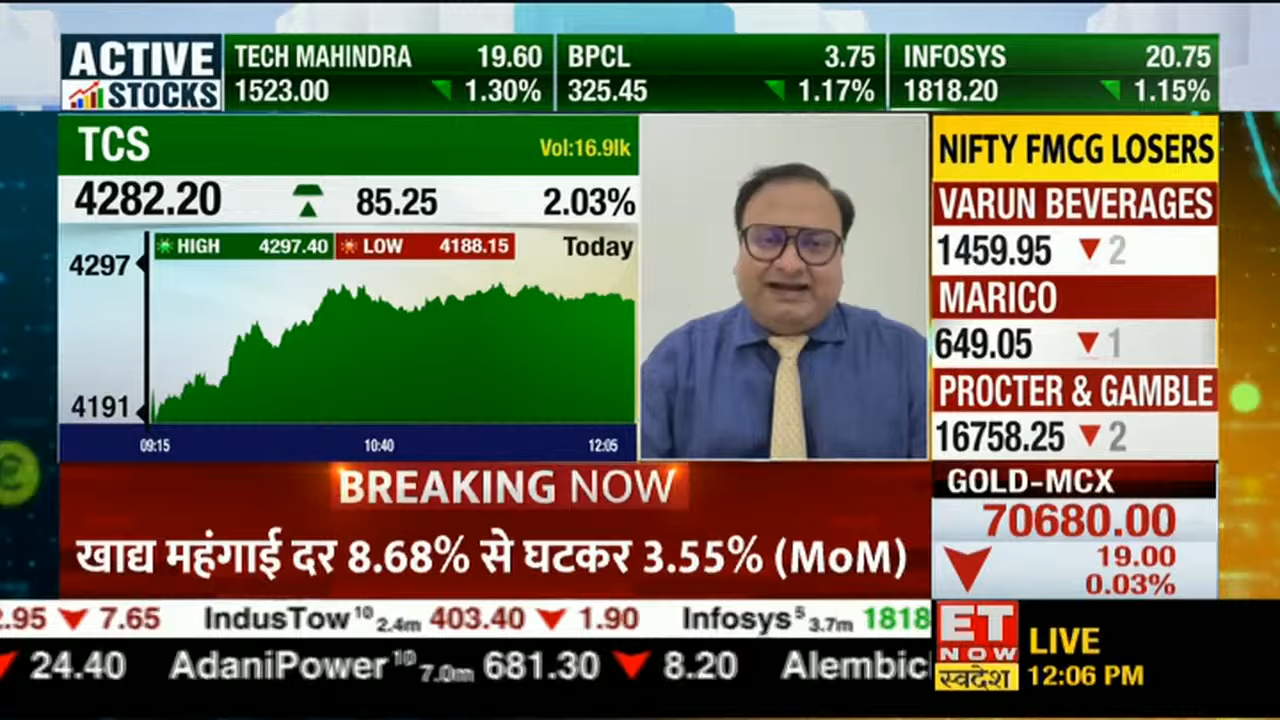 ACTIVE
STOCKS
TECH MAHINDRA 19.60
1523.00 1.30%
BPCL 3.75
325.45 1.17%
INFOSYS 20.75
1818.20 1.15%
TCS Vol:16.9lk
4282.20 85.25 2.03%
HIGH 4297.40 LOW 4188.15 Today
4297
4191
09:15 10:40 12:05
NIFTY FMCG LOSERS
VARUN BEVERAGES
1459.95 2
MARICO
649.05 1
PROCTER & GAMBLE
16758.25 2
GOLD-MCX
70680.00
19.00
0.03%
BREAKING NOW
खाद्य महंगाई दर 8.68% से घटकर 3.55% (MoM)
2.95 7.65 IndusTow 10 2.4m 403.40 1.90 Infosys 5 3.7m 1818
24.40 AdaniPower 10 7.0m 681.30 8.20 Alembic
ET
NOW
स्वदेश
LIVE
12:06 PM